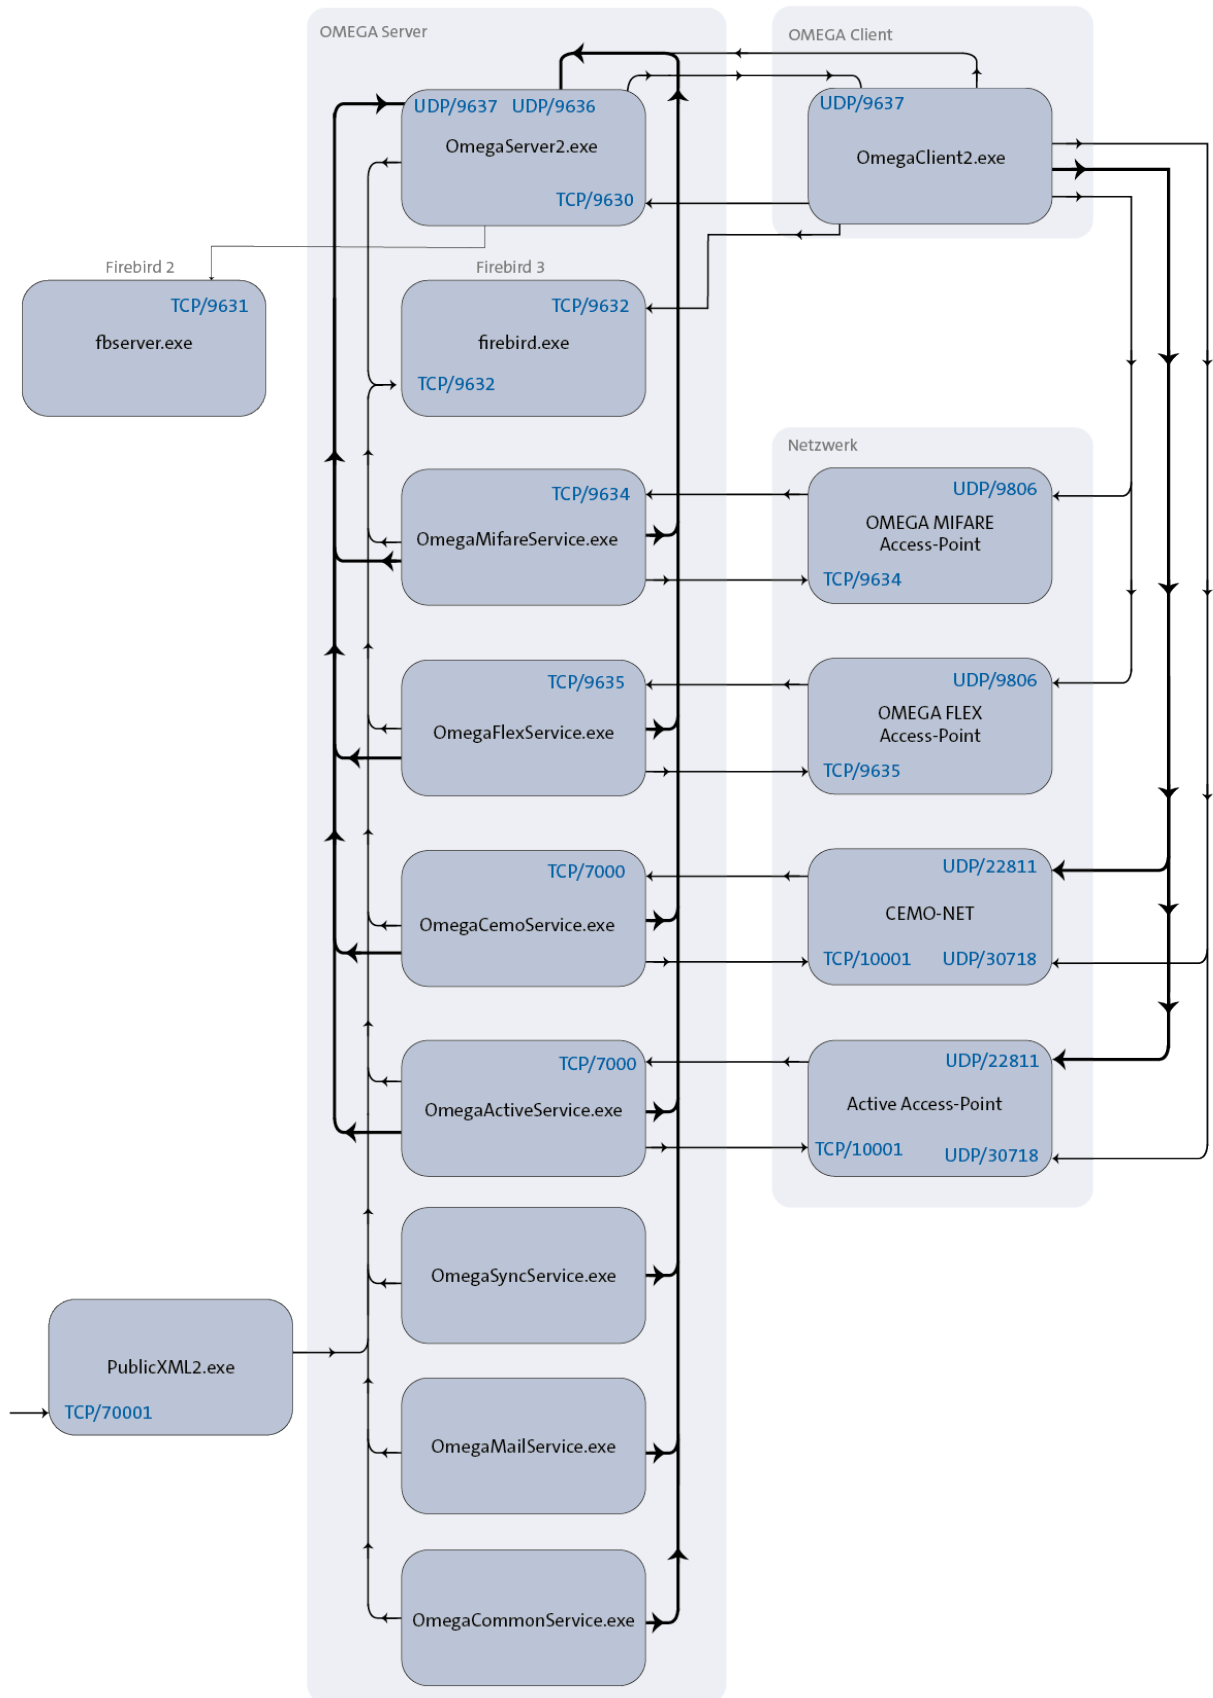 OMEGA Server
OMEGA Client
UDP/9637 UDP/9636
OmegaServer2.exe
TCP/9630
UDP/9637
OmegaClient2.exe
Firebird 2
TCP/9631
fbserver.exe
Firebird 3
TCP/9632
firebird.exe
TCP/9632
Netzwerk
TCP/9634
OmegaMifareService.exe
UDP/9806
OMEGA MIFARE
Access-Point
TCP/9634
TCP/9635
OmegaFlexService.exe
UDP/9806
OMEGA FLEX
Access-Point
TCP/9635
TCP/7000
OmegaCemoService.exe
UDP/22811
CEMO-NET
TCP/10001 UDP/30718
TCP/7000
OmegaActiveService.exe
UDP/22811
Active Access-Point
TCP/10001 UDP/30718
OmegaSyncService.exe
PublicXML2.exe
TCP/70001
OmegaMailService.exe
OmegaCommonService.exe